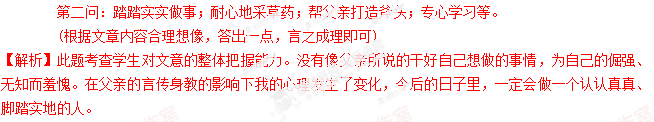 第二问：踏踏实实做事；耐心地采草药；帮父亲打造斧头；专心学习等。
(根据文章内容合理想像，答出一点，言之成理即可)
【解析】此题考查学生对文意的整体把握能力。没有像父亲所说的干好自己想做的事情，为自己的倔强、
无知而羞愧。在父亲的言传身教的影响下我的心理发生了变化，今后的日子里，一定会做一个认认真真、
脚踏实地的人。